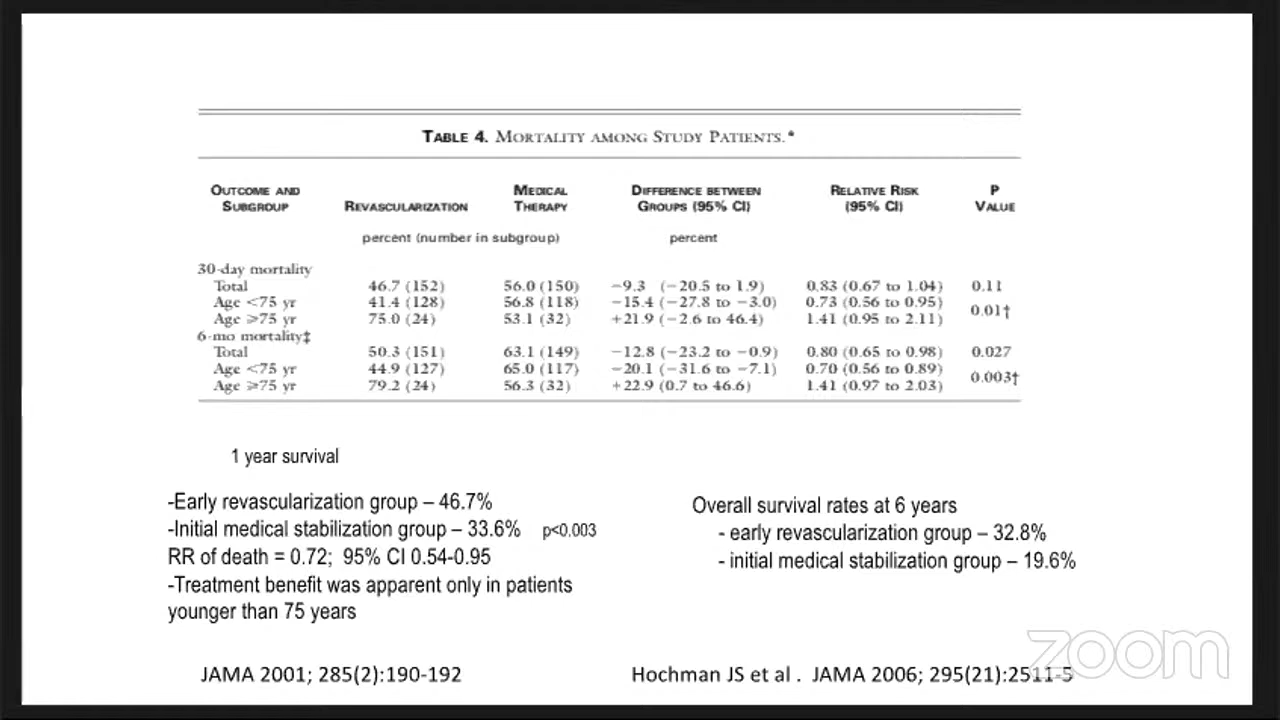 TABLE 4. MORTALITY AMONG STUDY PATIENTS.*
OUTCOME AND SUBGROUP REVASCULARIZATION MEDICAL THERAPY DIFFERENCE BETWEEN GROUPS (95% CI) RELATIVE RISK (95% CI) P VALUE
percent (number in subgroup) percent
30-day mortality
Total 46.7 (152) 56.0 (150) −9.3 (−20.5 to 1.9) 0.83 (0.67 to 1.04) 0.11
Age <75 yr 41.4 (128) 56.8 (118) −15.4 (−27.8 to −3.0) 0.73 (0.56 to 0.95) 0.01†
Age ≥75 yr 75.0 (24) 53.1 (32) +21.9 (−2.6 to 46.4) 1.41 (0.95 to 2.11)
6-mo mortality‡
Total 50.3 (151) 63.1 (149) −12.8 (−23.2 to −0.9) 0.80 (0.65 to 0.98) 0.027
Age <75 yr 44.9 (127) 65.0 (117) −20.1 (−31.6 to −7.1) 0.70 (0.56 to 0.89) 0.003†
Age ≥75 yr 79.2 (24) 56.3 (32) +22.9 (0.7 to 46.6) 1.41 (0.97 to 2.03)
1 year survival
-Early revascularization group – 46.7%
-Initial medical stabilization group – 33.6% p<0.003
RR of death = 0.72; 95% CI 0.54-0.95
-Treatment benefit was apparent only in patients
younger than 75 years
Overall survival rates at 6 years
- early revascularization group – 32.8%
- initial medical stabilization group – 19.6%
JAMA 2001; 285(2):190-192
Hochman JS et al . JAMA 2006; 295(21):2511-5
zoom